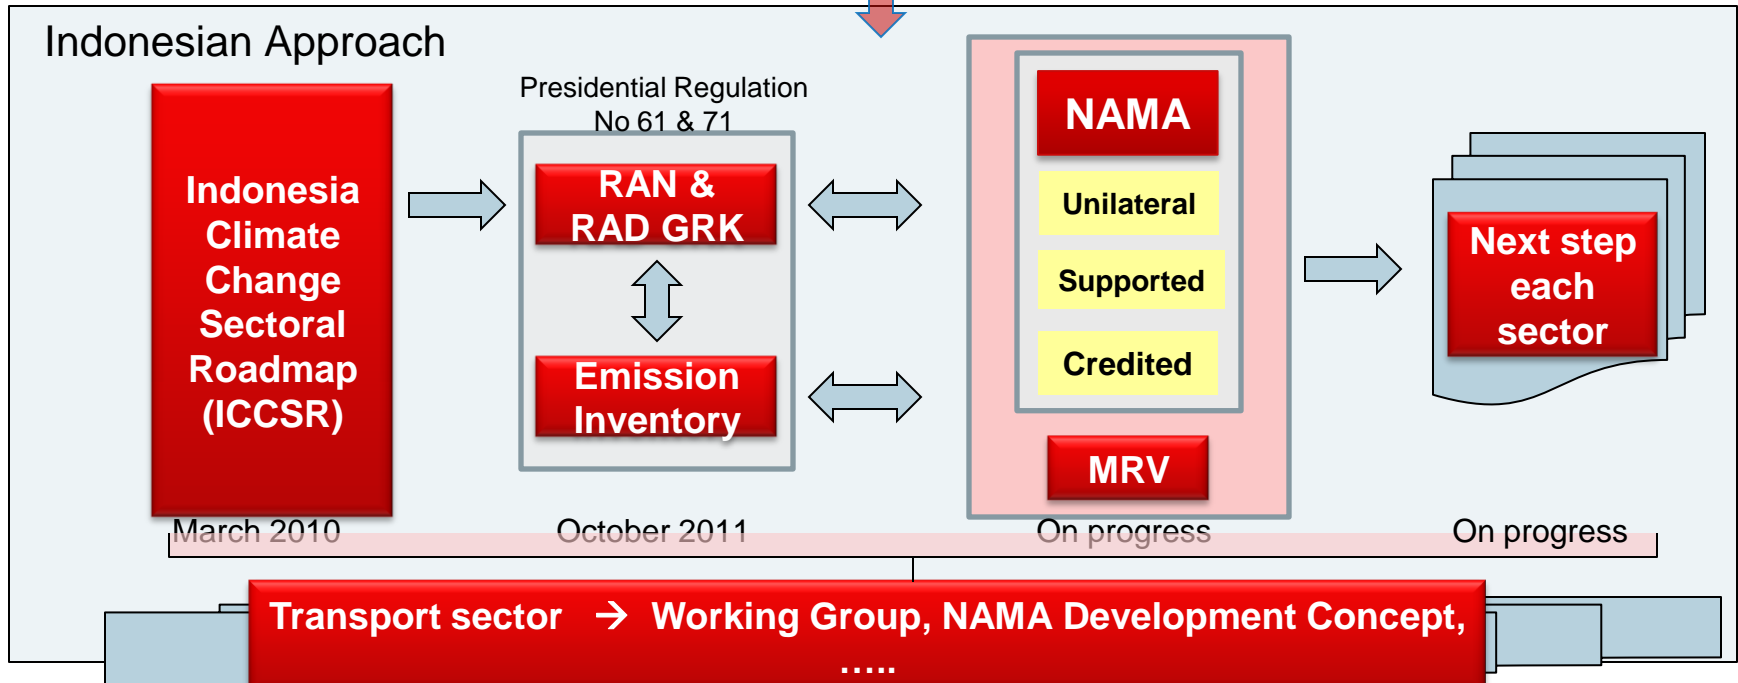 Indonesian Approach
Indonesia
Climate
Change
Sectoral
Roadmap
(ICCSR)
March 2010
Presidential Regulation
No 61 & 71
RAN &
RAD GRK
Emission
Inventory
October 2011
NAMA
Unilateral
Supported
Credited
MRV
On progress
Next step
each
sector
On progress
Transport sector → Working Group, NAMA Development Concept,
…..